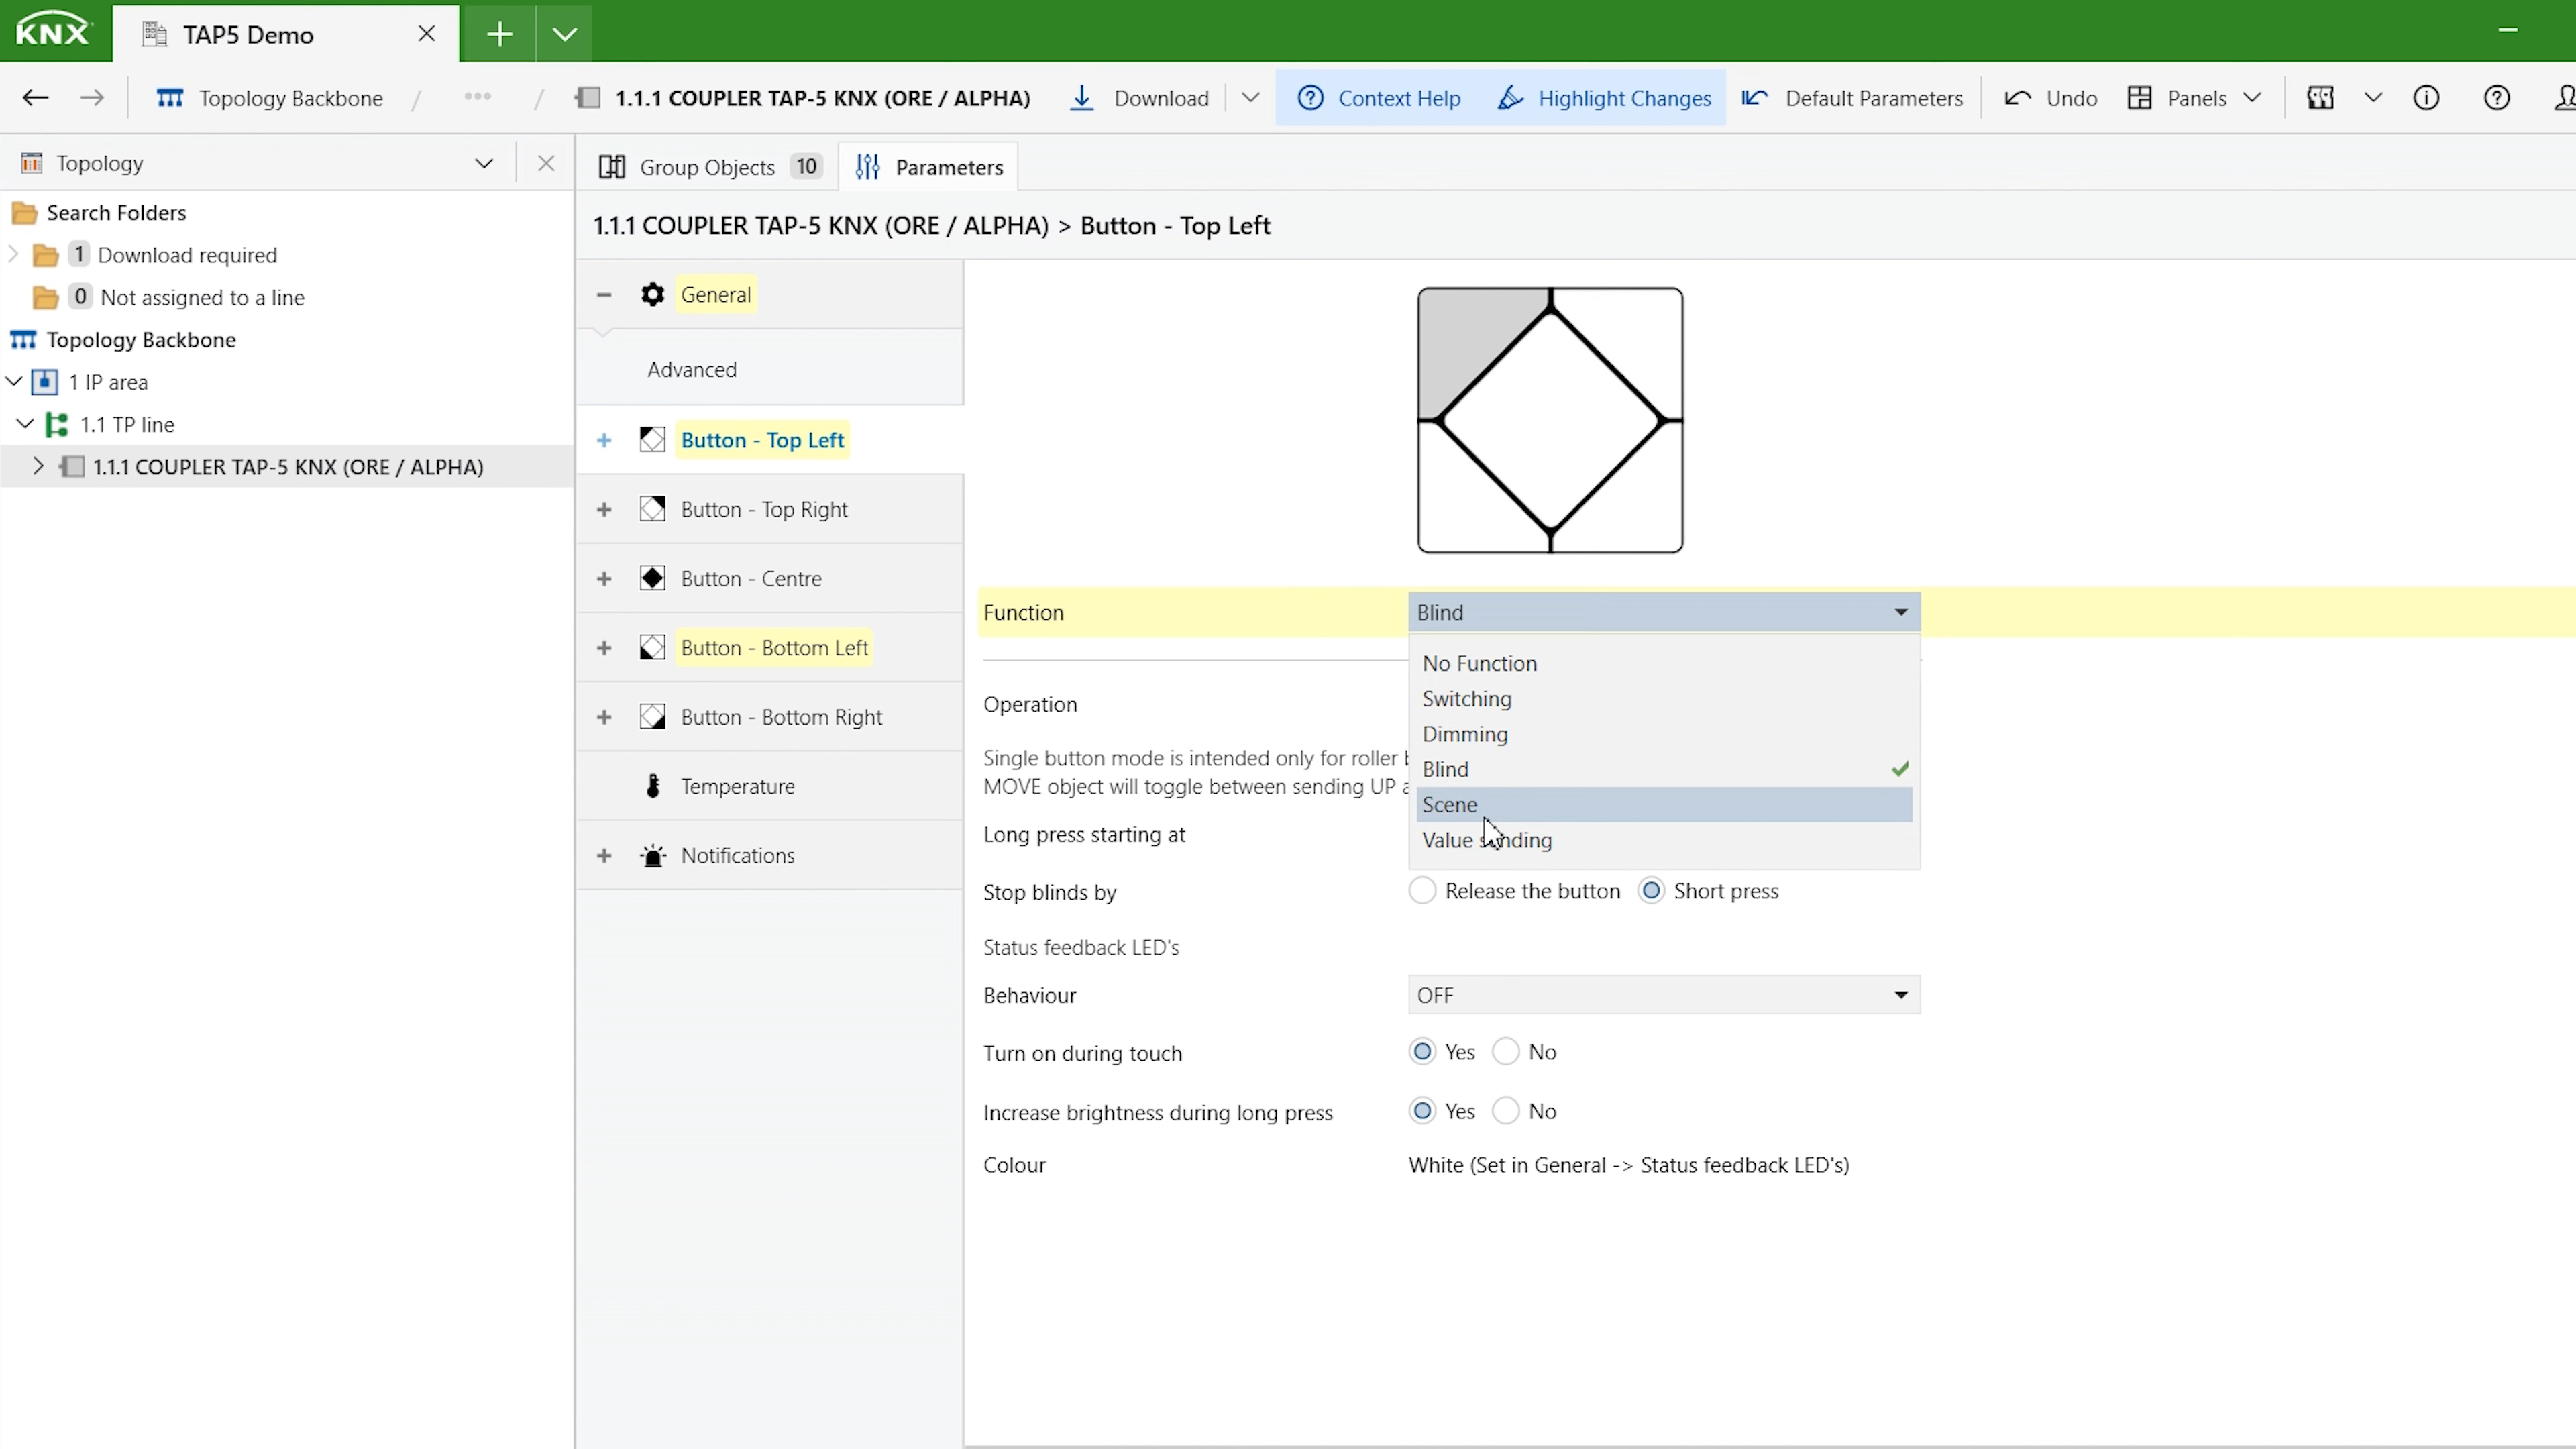 KNX
TAP5 Demo
Topology Backbone / ••• / 1.1.1 COUPLER TAP-5 KNX (ORE / ALPHA)
Download
Context Help
Highlight Changes
Default Parameters
Undo
Panels
Topology
Search Folders
1 Download required
0 Not assigned to a line
Topology Backbone
1 IP area
1.1 TP line
1.1.1 COUPLER TAP-5 KNX (ORE / ALPHA)
Group Objects 10
Parameters
1.1.1 COUPLER TAP-5 KNX (ORE / ALPHA) > Button - Top Left
General
Advanced
Button - Top Left
Button - Top Right
Button - Centre
Button - Bottom Left
Button - Bottom Right
Temperature
Notifications
Function
Blind
No Function
Switching
Dimming
Blind
Scene
Value sending
Operation
Single button mode is intended only for roller
MOVE object will toggle between sending UP
Long press starting at
Stop blinds by
Release the button
Short press
Status feedback LED's
Behaviour
OFF
Turn on during touch
Yes
No
Increase brightness during long press
Yes
No
Colour
White (Set in General -> Status feedback LED's)